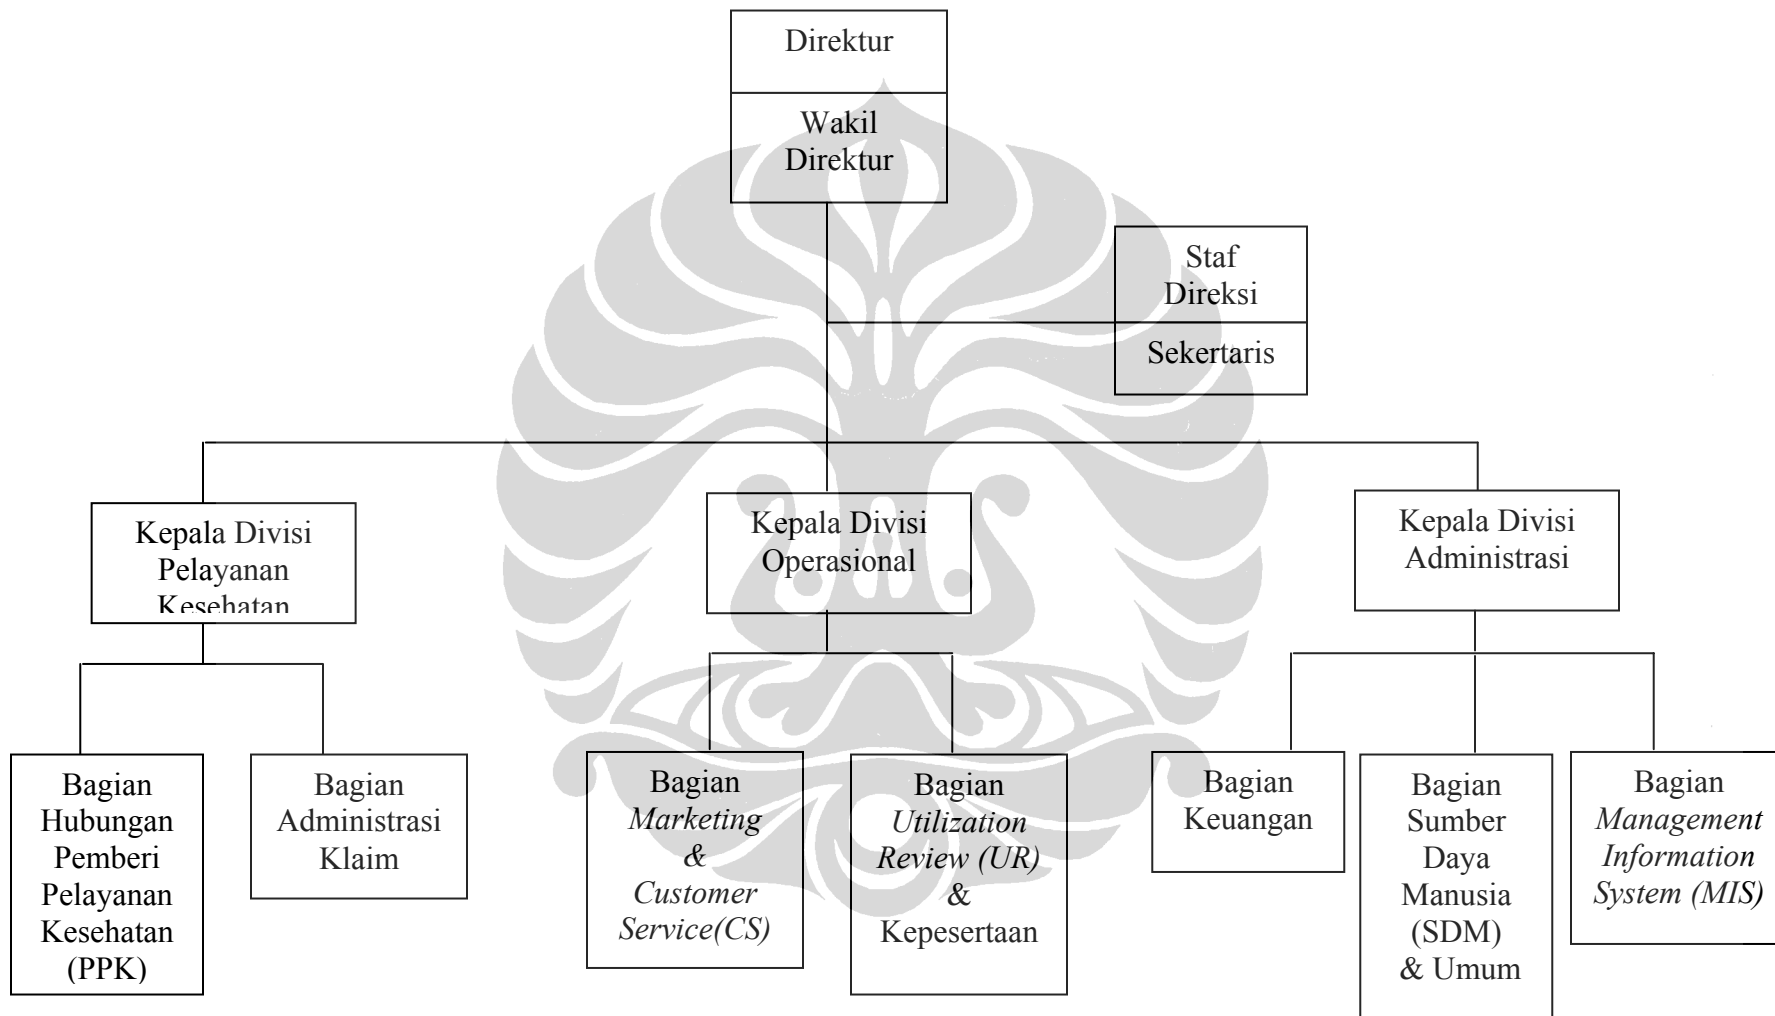 Direktur
Wakil
Direktur
Staf
Direksi
Sekertaris
Kepala Divisi
Pelayanan
Kesehatan
Kepala Divisi
Operasional
Kepala Divisi
Administrasi
Bagian
Hubungan
Pemberi
Pelayanan
Kesehatan
(PPK)
Bagian
Administrasi
Klaim
Bagian
Marketing
&
Customer
Service(CS)
Bagian
Utilization
Review (UR)
&
Kepesertaan
Bagian
Keuangan
Bagian
Sumber
Daya
Manusia
(SDM)
& Umum
Bagian
Management
Information
System (MIS)